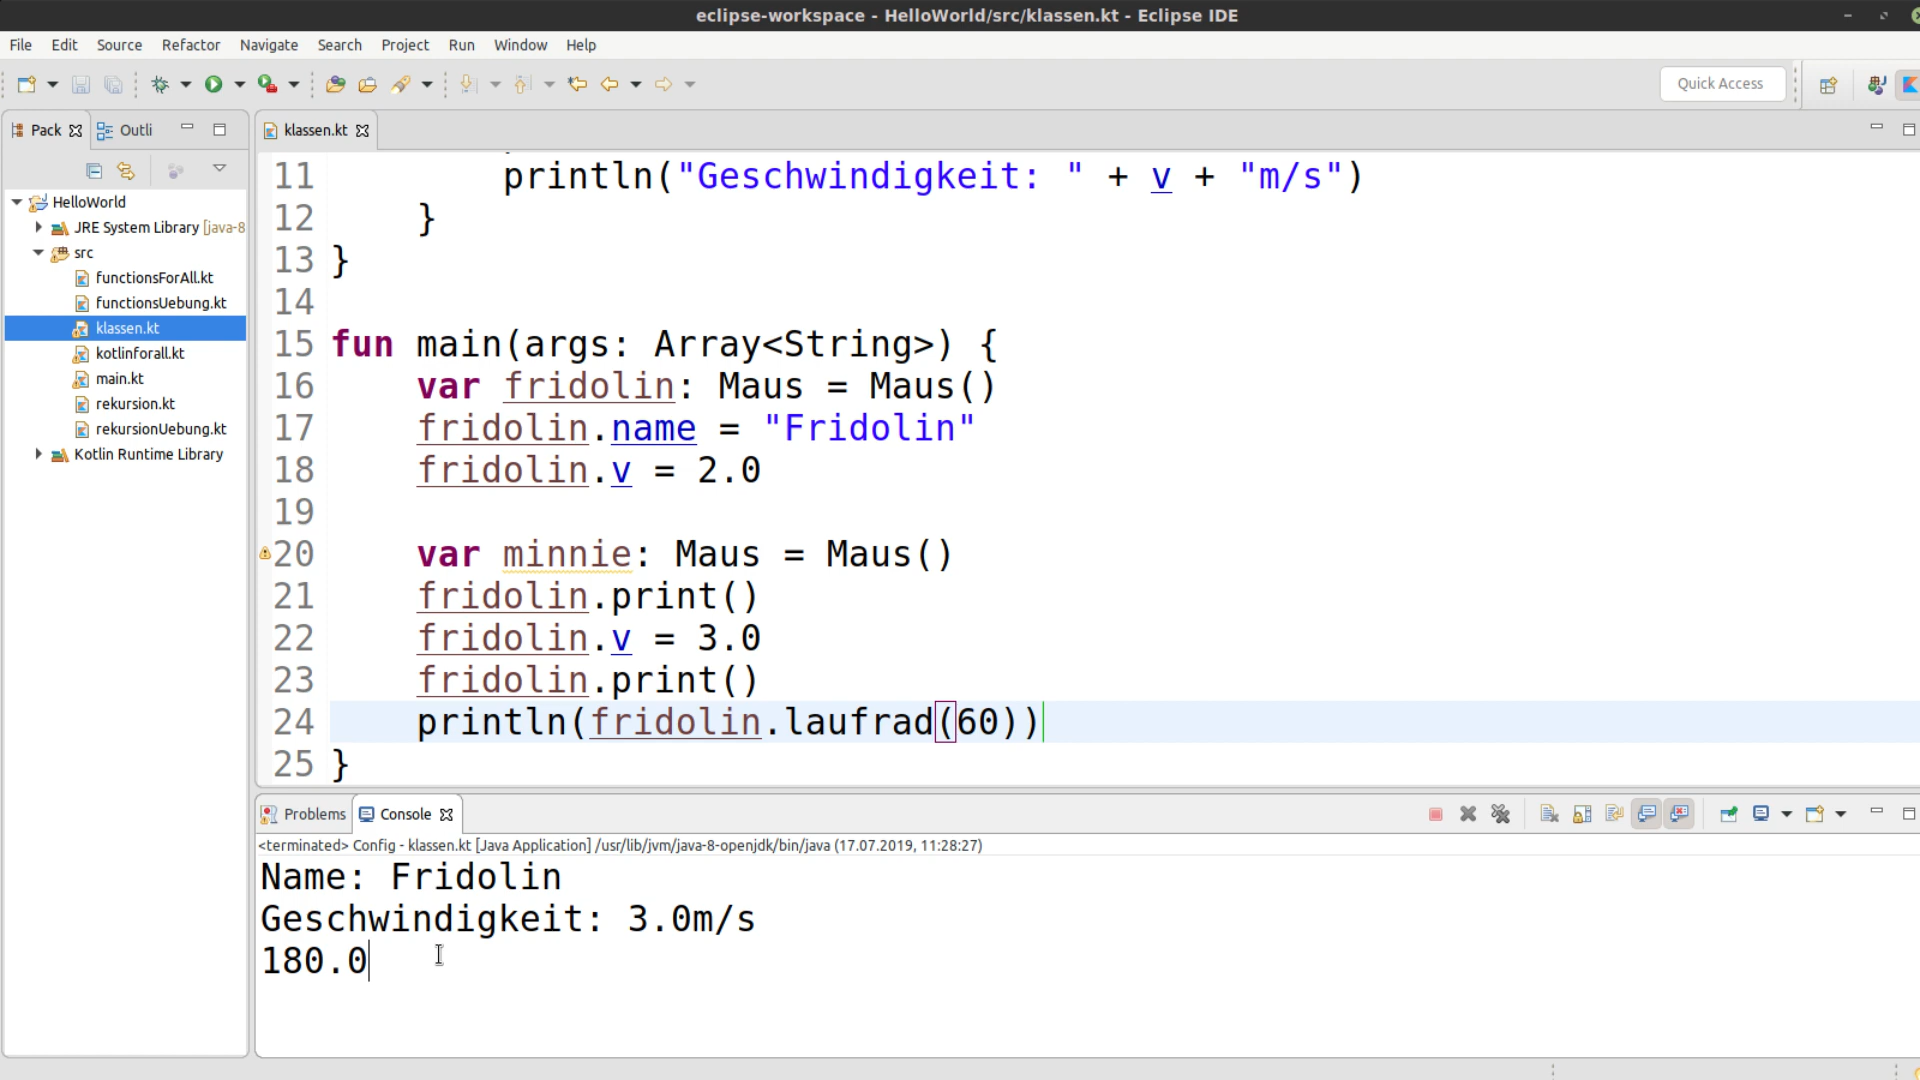 eclipse-workspace - HelloWorld/src/klassen.kt - Eclipse IDE
File Edit Source Refactor Navigate Search Project Run Window Help
Quick Access
Pack Outli
klassen.kt
HelloWorld
JRE System Library [java-8
src
functionsForAll.kt
functionsUebung.kt
klassen.kt
kotlinforall.kt
main.kt
rekursion.kt
rekursionUebung.kt
Kotlin Runtime Library
11 println("Geschwindigkeit: " + v + "m/s")
12 }
13 }
14
15 fun main(args: Array<String>) {
16 var fridolin: Maus = Maus()
17 fridolin.name = "Fridolin"
18 fridolin.v = 2.0
19
20 var minnie: Maus = Maus()
21 fridolin.print()
22 fridolin.v = 3.0
23 fridolin.print()
24 println(fridolin.laufrad(60))
25 }
Problems Console
<terminated> Config - klassen.kt [Java Application] /usr/lib/jvm/java-8-openjdk/bin/java (17.07.2019, 11:28:27)
Name: Fridolin
Geschwindigkeit: 3.0m/s
180.0